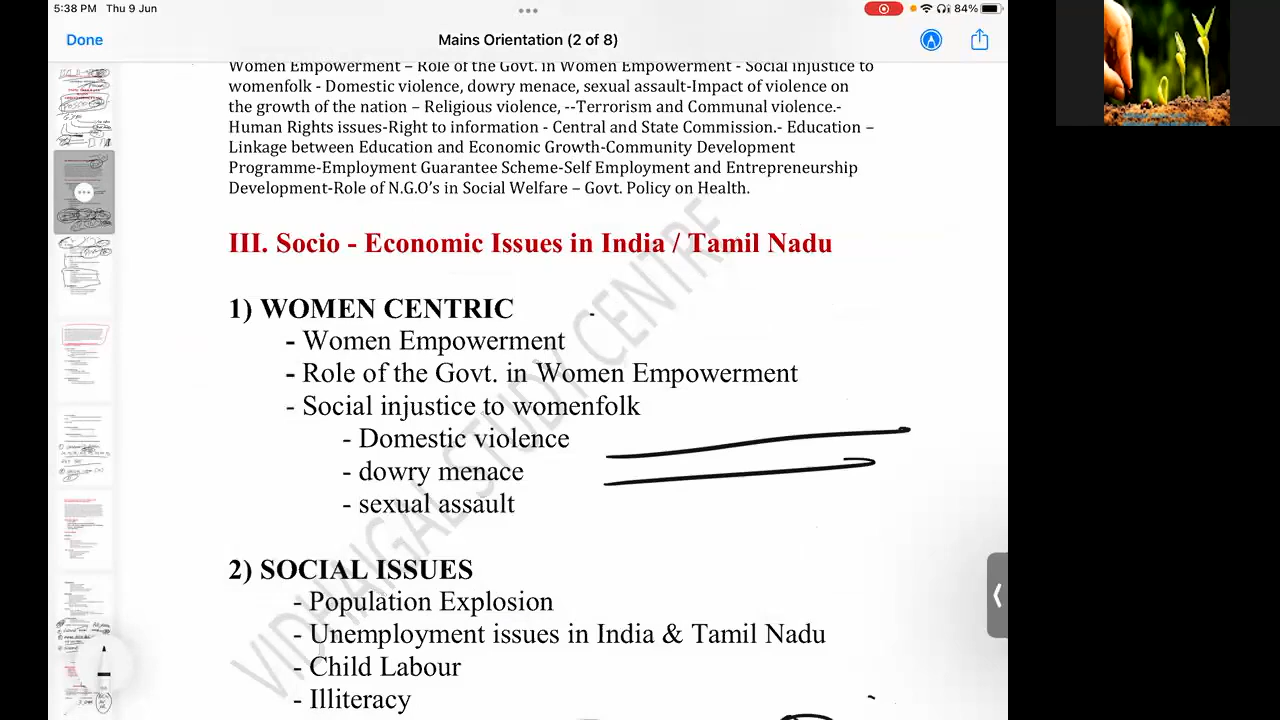 5:38 PM Thu 9 Jun
84%
Done
Mains Orientation (2 of 8)
Women Empowerment – Role of the Govt. in Women Empowerment - Social injustice to
womenfolk - Domestic violence, dowry menace, sexual assault-Impact of violence on
the growth of the nation – Religious violence, --Terrorism and Communal violence.-
Human Rights issues-Right to information - Central and State Commission.- Education –
Linkage between Education and Economic Growth-Community Development
Programme-Employment Guarantee Scheme-Self Employment and Entrepreneurship
Development-Role of N.G.O's in Social Welfare – Govt. Policy on Health.
III. Socio - Economic Issues in India / Tamil Nadu
1) WOMEN CENTRIC
- Women Empowerment
- Role of the Govt. in Women Empowerment
- Social injustice to womenfolk
- Domestic violence
- dowry menace
- sexual assault
2) SOCIAL ISSUES
- Population Explosion
- Unemployment issues in India & Tamil Nadu
- Child Labour
- Illiteracy
STUDY CENTRE